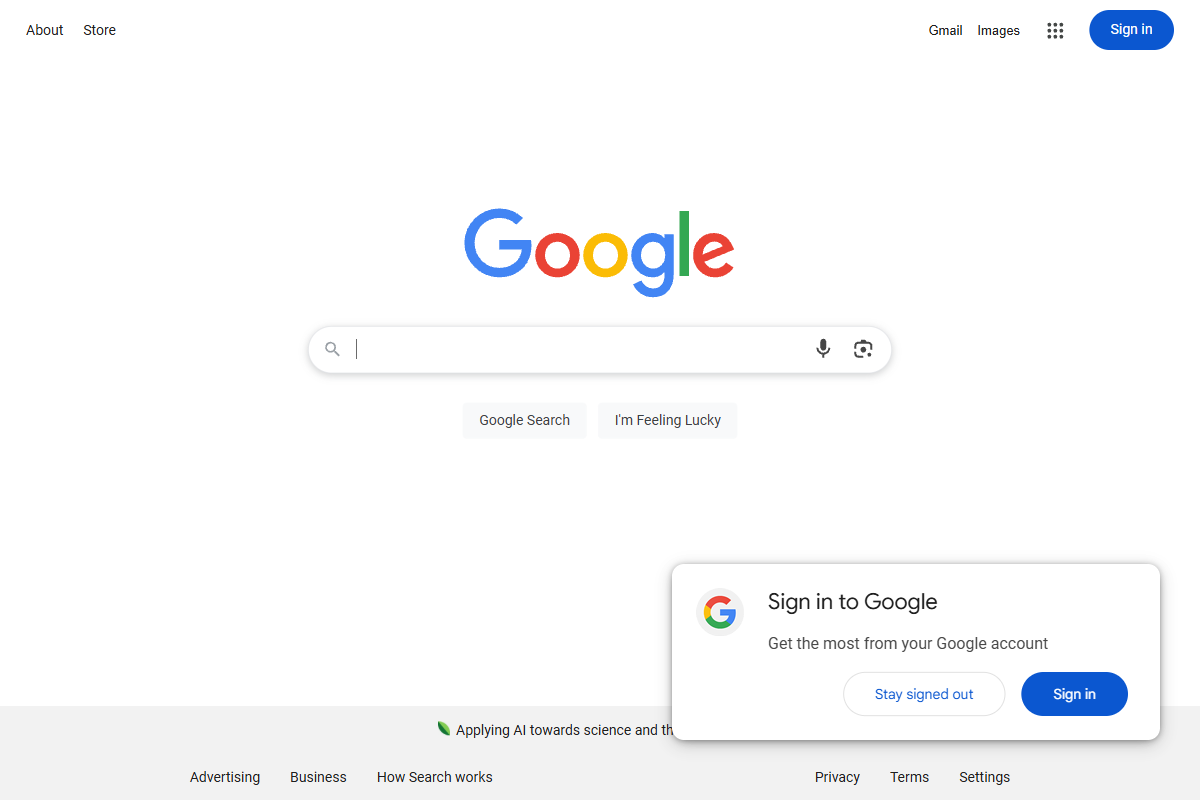 About Store
Gmail Images Sign in
Google
Google Search I'm Feeling Lucky
Sign in to Google
Get the most from your Google account
Stay signed out Sign in
Applying AI towards science and
Advertising Business How Search works
Privacy Terms Settings